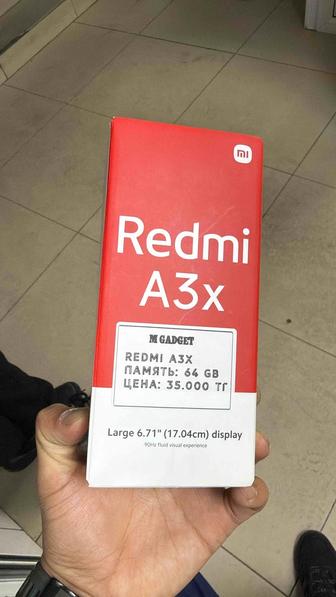 mi
Redmi
A3x
M GADGET
REDMI A3X
ПАМЯТЬ: 64 GB
ЦЕНА: 35.000 ТГ
Large 6.71" (17.04cm) display
90Hz fluid visual experience